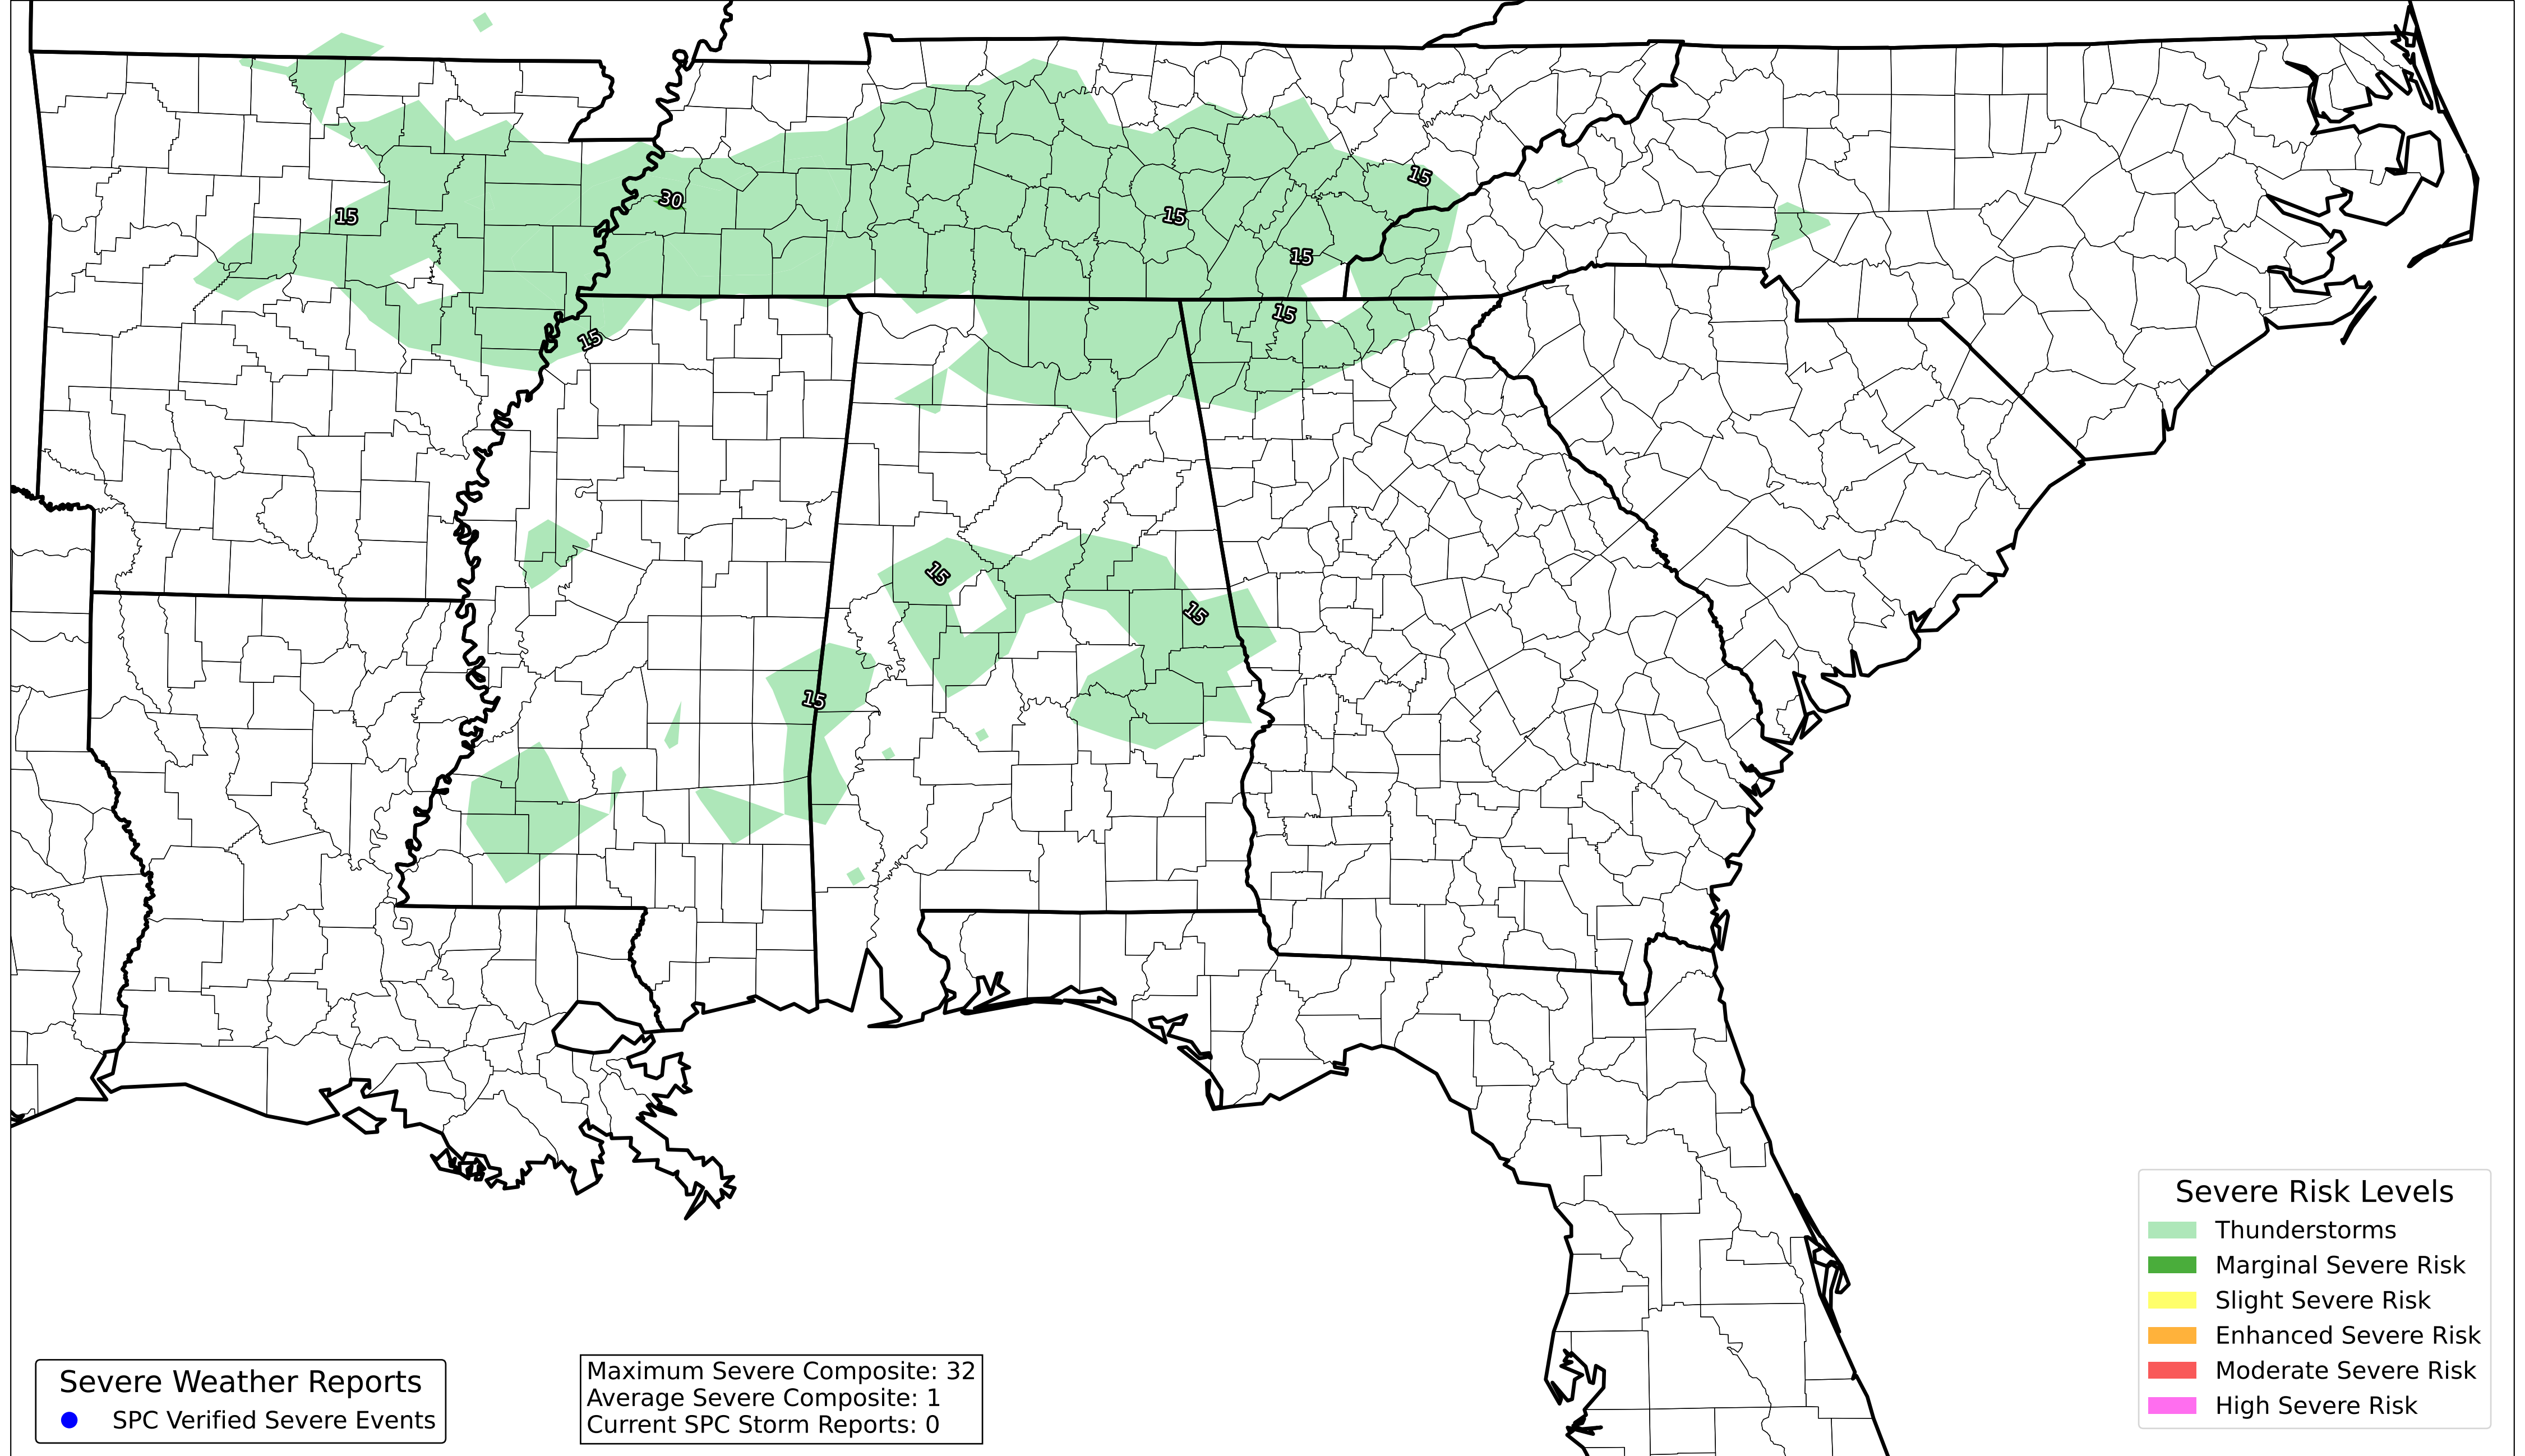 15
30
15
15
15
15
15
15
15
15
Severe Risk Levels
Thunderstorms
Marginal Severe Risk
Slight Severe Risk
Enhanced Severe Risk
Moderate Severe Risk
High Severe Risk
Severe Weather Reports
SPC Verified Severe Events
Maximum Severe Composite: 32
Average Severe Composite: 1
Current SPC Storm Reports: 0